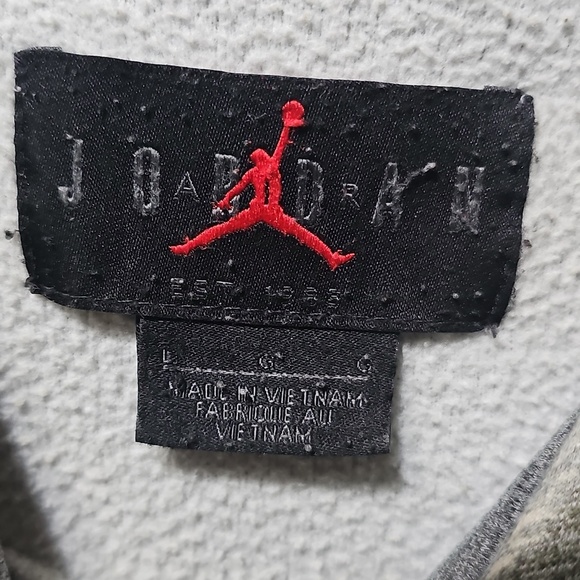 JORDAN
AIR
EST. 1985
L G G
MADE IN VIETNAM
FABRIQUE AU
VIETNAM